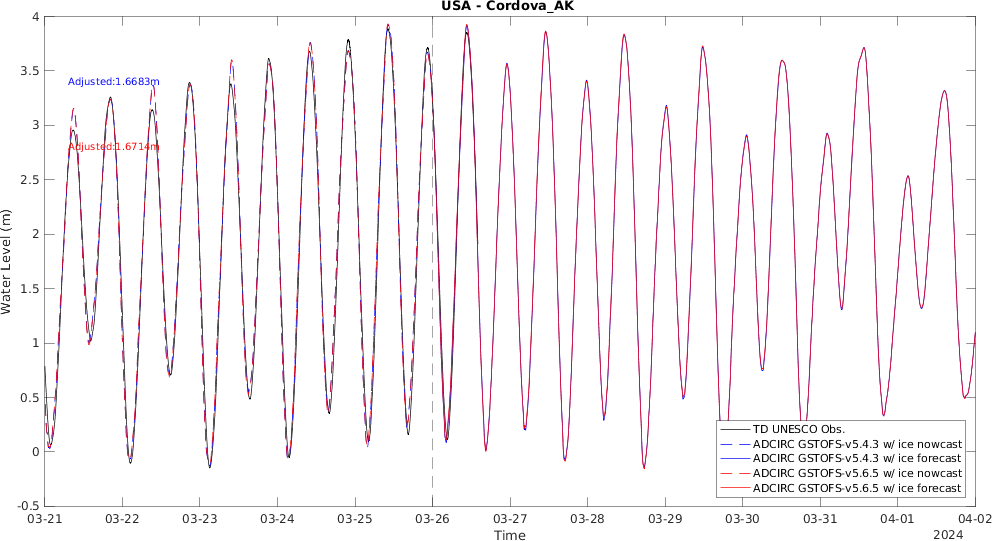 USA - Cordova_AK
4
3.5
3
2.5
2
1.5
1
0.5
0
-0.5
Water Level (m)
Adjusted:1.6683m
Adjusted:1.6714m
TD UNESCO Obs.
ADCIRC GSTOFS-v5.4.3 w/ ice nowcast
ADCIRC GSTOFS-v5.4.3 w/ ice forecast
ADCIRC GSTOFS-v5.6.5 w/ ice nowcast
ADCIRC GSTOFS-v5.6.5 w/ ice forecast
03-21 03-22 03-23 03-24 03-25 03-26 03-27 03-28 03-29 03-30 03-31 04-01 04-02
Time
2024